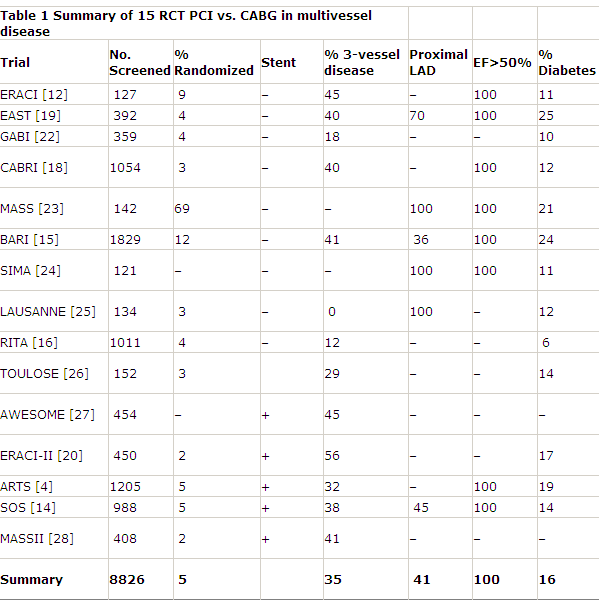 Table 1 Summary of 15 RCT PCI vs. CABG in multivessel
disease
Trial No. Screened % Randomized Stent % 3-vessel disease Proximal LAD EF>50% % Diabetes
ERACI [12] 127 9 – 45 – 100 11
EAST [19] 392 4 – 40 70 100 25
GABI [22] 359 4 – 18 – – 10
CABRI [18] 1054 3 – 40 – 100 12
MASS [23] 142 69 – – 100 100 21
BARI [15] 1829 12 – 41 36 100 24
SIMA [24] 121 – – – 100 100 11
LAUSANNE [25] 134 3 – 0 100 – 12
RITA [16] 1011 4 – 12 – – 6
TOULOSE [26] 152 3 29 – – 14
AWESOME [27] 454 – + 45 – – –
ERACI-II [20] 450 2 + 56 – – 17
ARTS [4] 1205 5 + 32 – 100 19
SOS [14] 988 5 + 38 45 100 14
MASSII [28] 408 2 + 41 – – –
Summary 8826 5 35 41 100 16